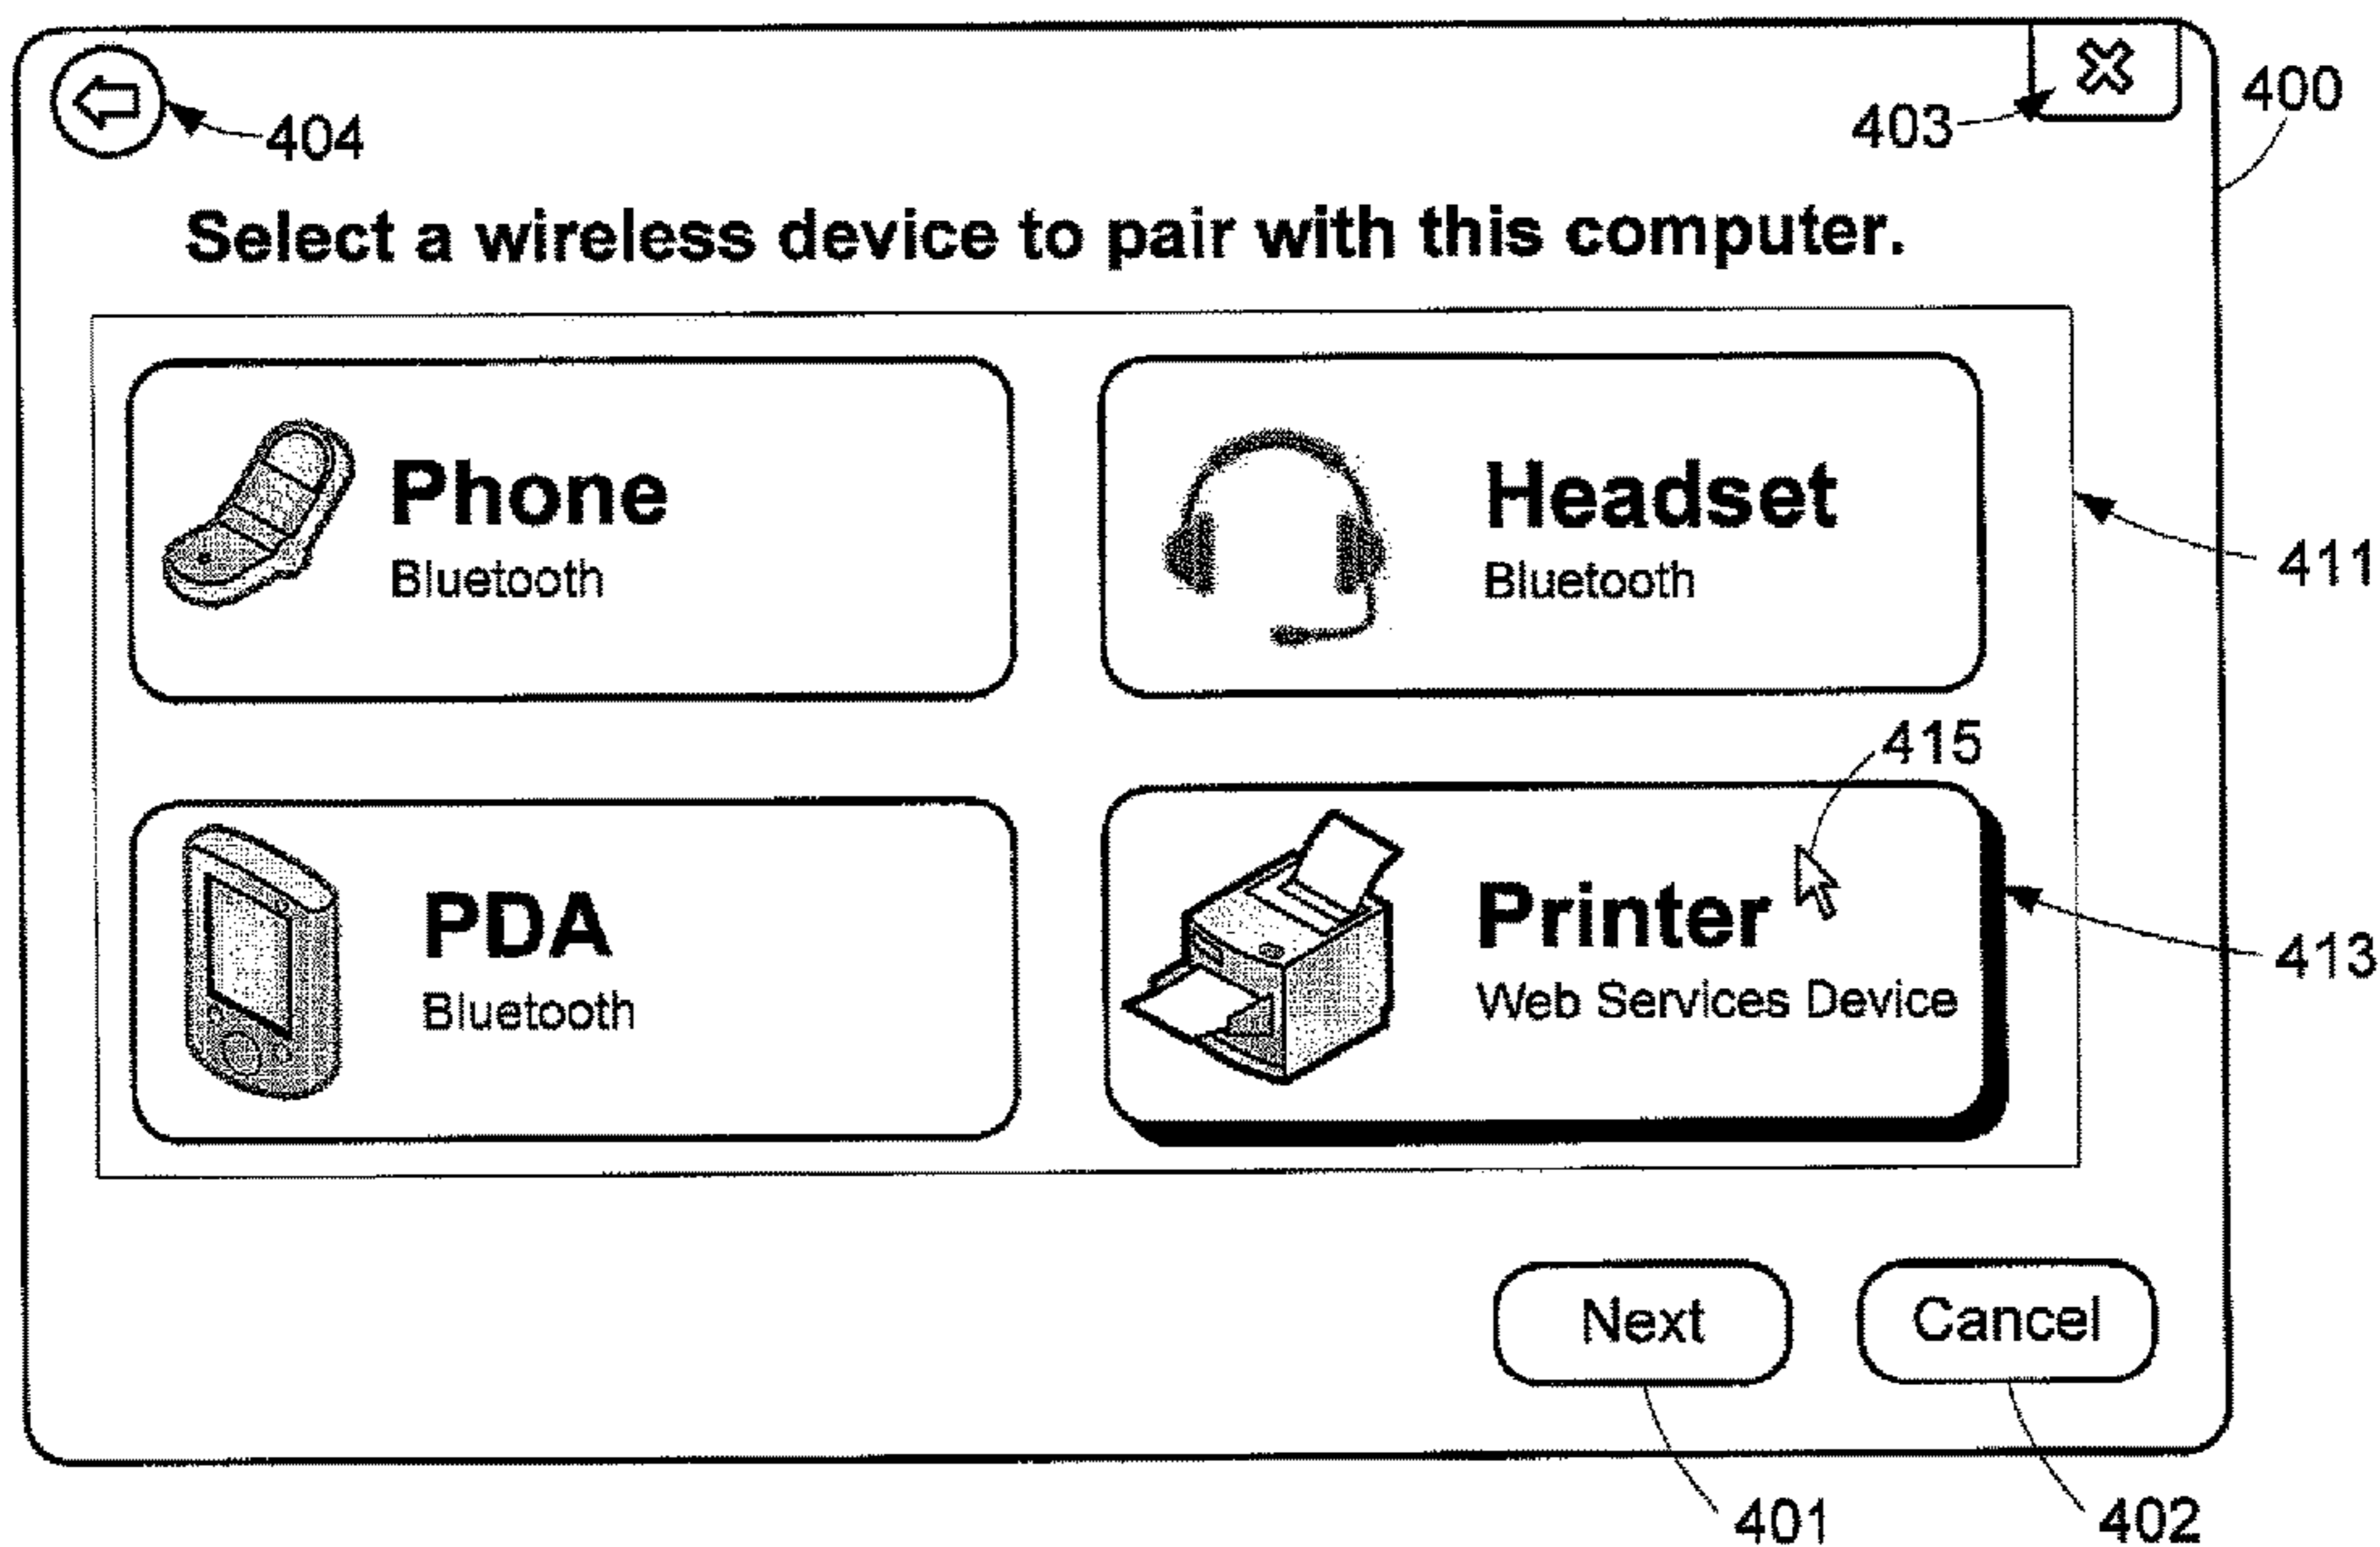 404
403
400
Select a wireless device to pair with this computer.
Phone
Bluetooth
Headset
Bluetooth
411
415
PDA
Bluetooth
Printer
Web Services Device
413
Next
Cancel
401
402